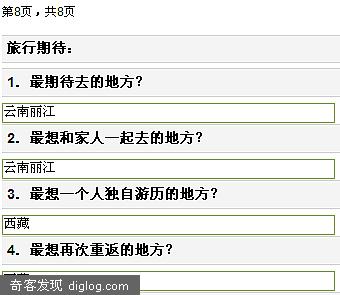 第8页，共8页
旅行期待：
1. 最期待去的地方？
云南丽江
2. 最想和家人一起去的地方？
云南丽江
3. 最想一个人独自游历的地方？
西藏
4. 最想再次重返的地方？
奇客发现 diglog.com